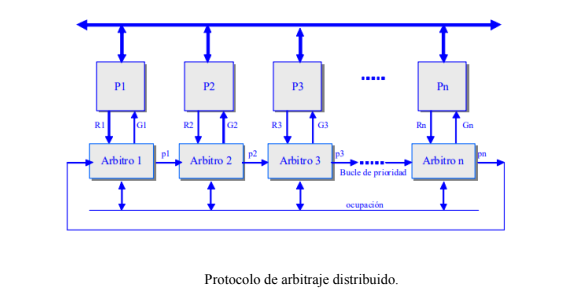 P1 P2 P3 Pn
R1 G1 R2 G2 R3 G3 Rn Gn
Arbitro 1 p1 Arbitro 2 p2 Arbitro 3 p3 Arbitro n pn
Bucle de prioridad
ocupación
Protocolo de arbitraje distribuido.